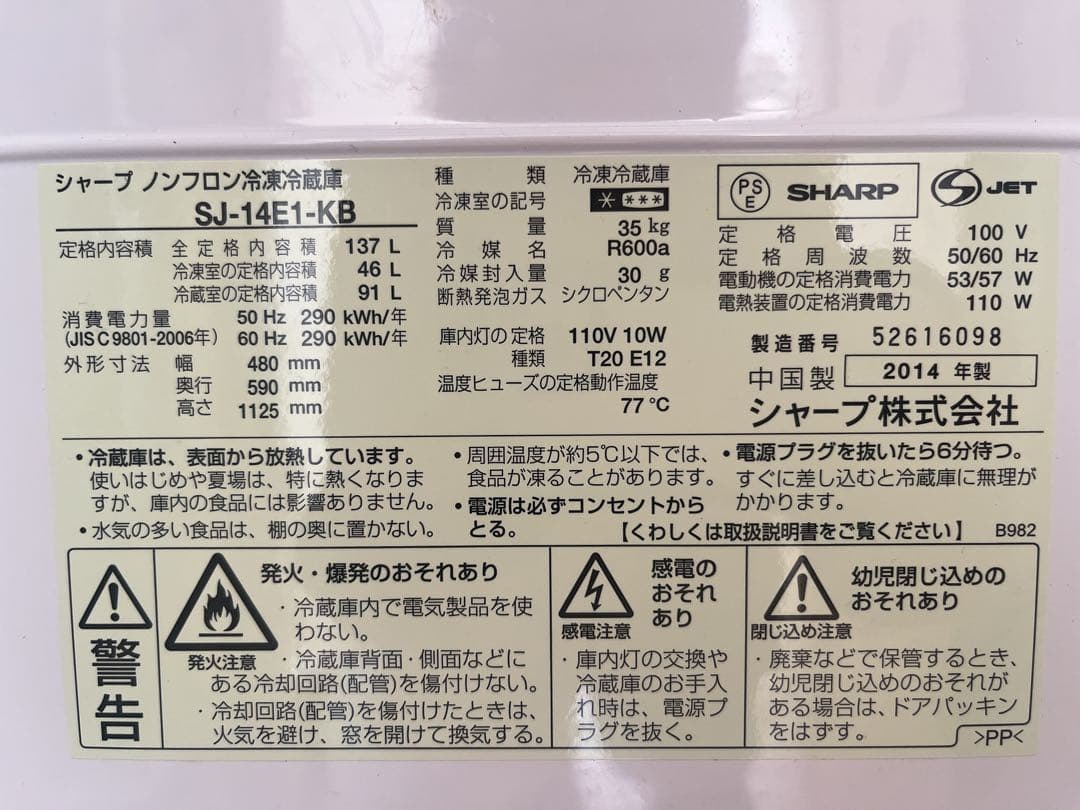 シャープ ノンフロン冷凍冷蔵庫
SJ-14E1-KB
定格内容積 全定格内容積 137 L
冷凍室の定格内容積 46 L
冷蔵室の定格内容積 91 L
消費電力量 50 Hz 290 kWh/年
(JIS C 9801-2006年) 60 Hz 290 kWh/年
外形寸法 幅 480 mm
奥行 590 mm
高さ 1125 mm
種類 冷凍冷蔵庫
冷凍室の記号 * ***
質量 35 kg
冷媒名 R600a
冷媒封入量 30 g
断熱発泡ガス シクロペンタン
庫内灯の定格 110V 10W
種類 T20 E12
温度ヒューズの定格動作温度
77 ℃
PS
E
SHARP
JET
定格電圧 100 V
定格周波数 50/60 Hz
電動機の定格消費電力 53/57 W
電熱装置の定格消費電力 110 W
製造番号 52616098
中国製 2014 年製
シャープ株式会社
・冷蔵庫は、表面から放熱しています。
使いはじめや夏場は、特に熱くなりま
すが、庫内の食品には影響ありません。
・水気の多い食品は、棚の奥に置かない。
・周囲温度が約5℃以下では、
食品が凍ることがあります。
・電源は必ずコンセントから
とる。
・電源プラグを抜いたら6分待つ。
すぐに差し込むと冷蔵庫に無理が
かかります。
【くわしくは取扱説明書をご覧ください】 B982
警告
発火・爆発のおそれあり
発火注意
・冷蔵庫内で電気製品を使
わない。
・冷蔵庫背面・側面などに
ある冷却回路(配管)を傷付けない。
・冷却回路(配管)を傷付けたときは、
火気を避け、窓を開けて換気する。
感電の
おそれ
あり
感電注意
・庫内灯の交換や
冷蔵庫のお手入
れ時は、電源プ
ラグを抜く。
幼児閉じ込めの
おそれあり
閉じ込め注意
・廃棄などで保管するとき、
幼児閉じ込めのおそれが
ある場合は、ドアパッキン
をはずす。
>PP<